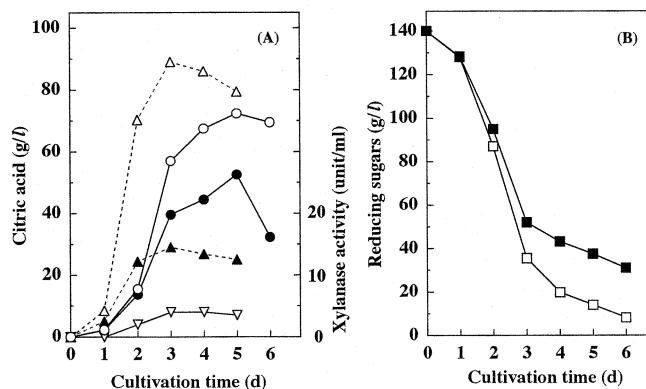 (A)
100
80
60
40
20
0
Citric acid (g/l)
20
10
0
Xylanase activity (unit/ml)
0 1 2 3 4 5 6
Cultivation time (d)
(B)
140
120
100
80
60
40
20
0
Reducing sugars (g/l)
0 1 2 3 4 5 6
Cultivation time (d)